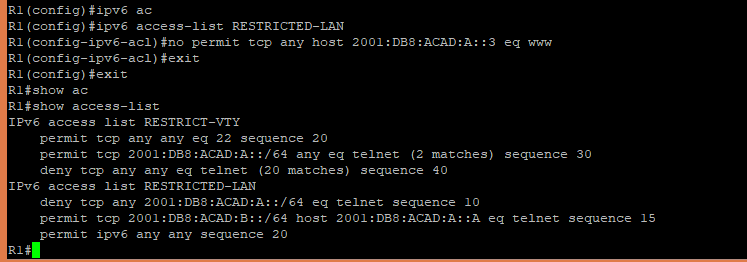 R1(config)#ipv6 ac
R1(config)#ipv6 access-list RESTRICTED-LAN
R1(config-ipv6-acl)#no permit tcp any host 2001:DB8:ACAD:A::3 eq www
R1(config-ipv6-acl)#exit
R1(config)#exit
R1#show ac
R1#show access-list
IPv6 access list RESTRICT-VTY
    permit tcp any any eq 22 sequence 20
    permit tcp 2001:DB8:ACAD:A::/64 any eq telnet (2 matches) sequence 30
    deny tcp any any eq telnet (20 matches) sequence 40
IPv6 access list RESTRICTED-LAN
    deny tcp any 2001:DB8:ACAD:A::/64 eq telnet sequence 10
    permit tcp 2001:DB8:ACAD:B::/64 host 2001:DB8:ACAD:A::A eq telnet sequence 15
    permit ipv6 any any sequence 20
R1#